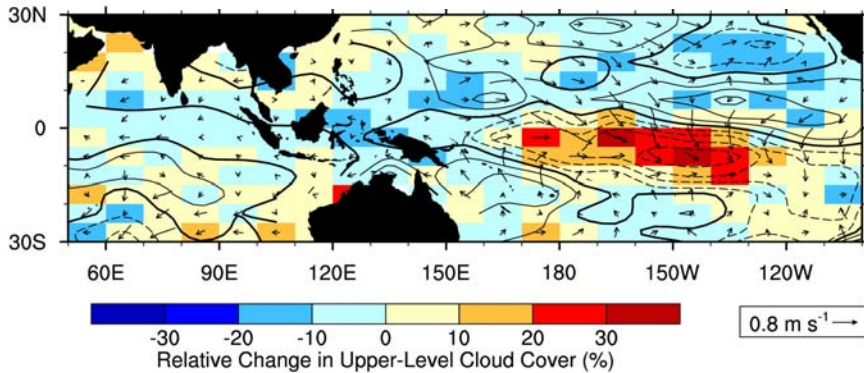 30N
0
30S
60E 90E 120E 150E 180 150W 120W
-30 -20 -10 0 10 20 30
Relative Change in Upper-Level Cloud Cover (%)
0.8 m s⁻¹